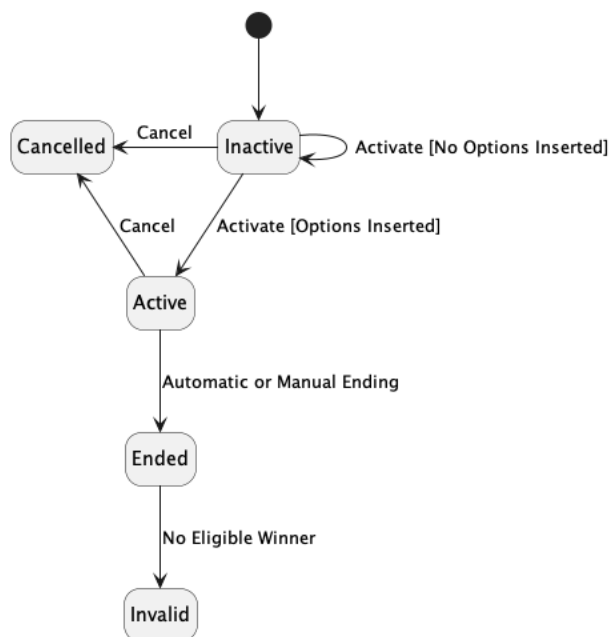 Cancel
Cancelled
Inactive
Activate [No Options Inserted]
Cancel
Activate [Options Inserted]
Active
Automatic or Manual Ending
Ended
No Eligible Winner
Invalid